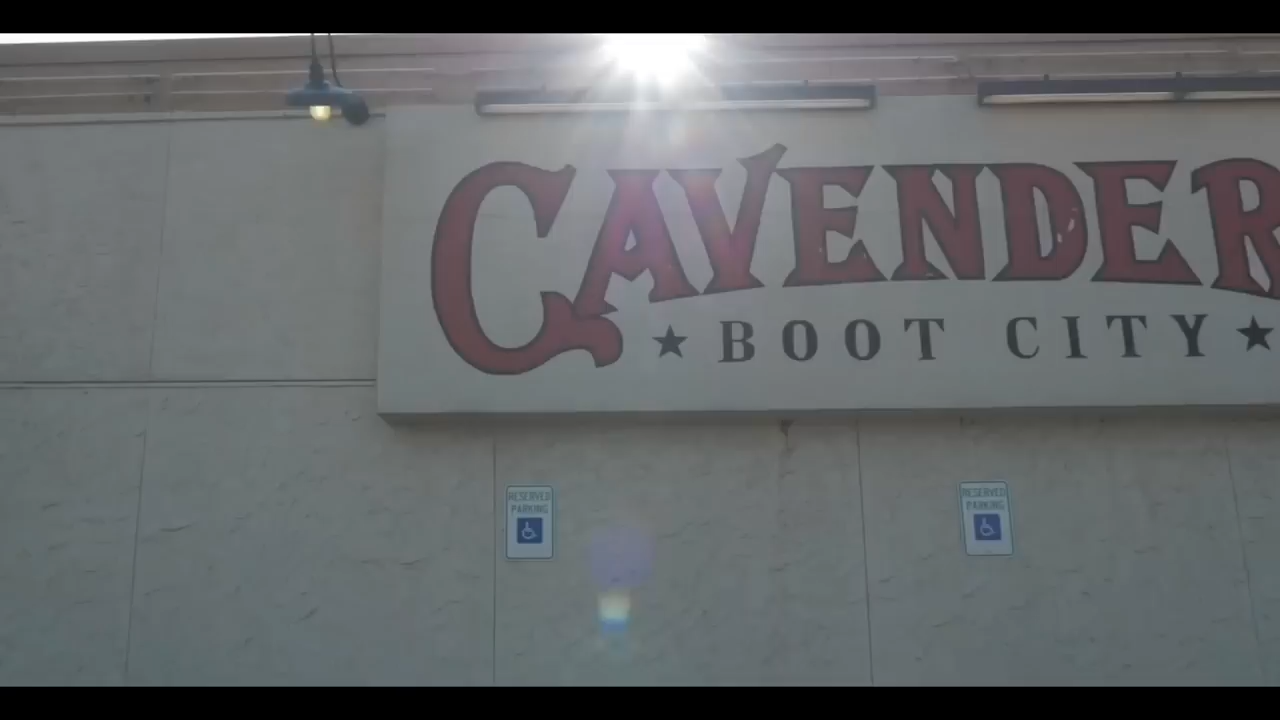 CAVENDER
★ BOOT CITY ★
RESERVED
PARKING
RESERVED
PARKING